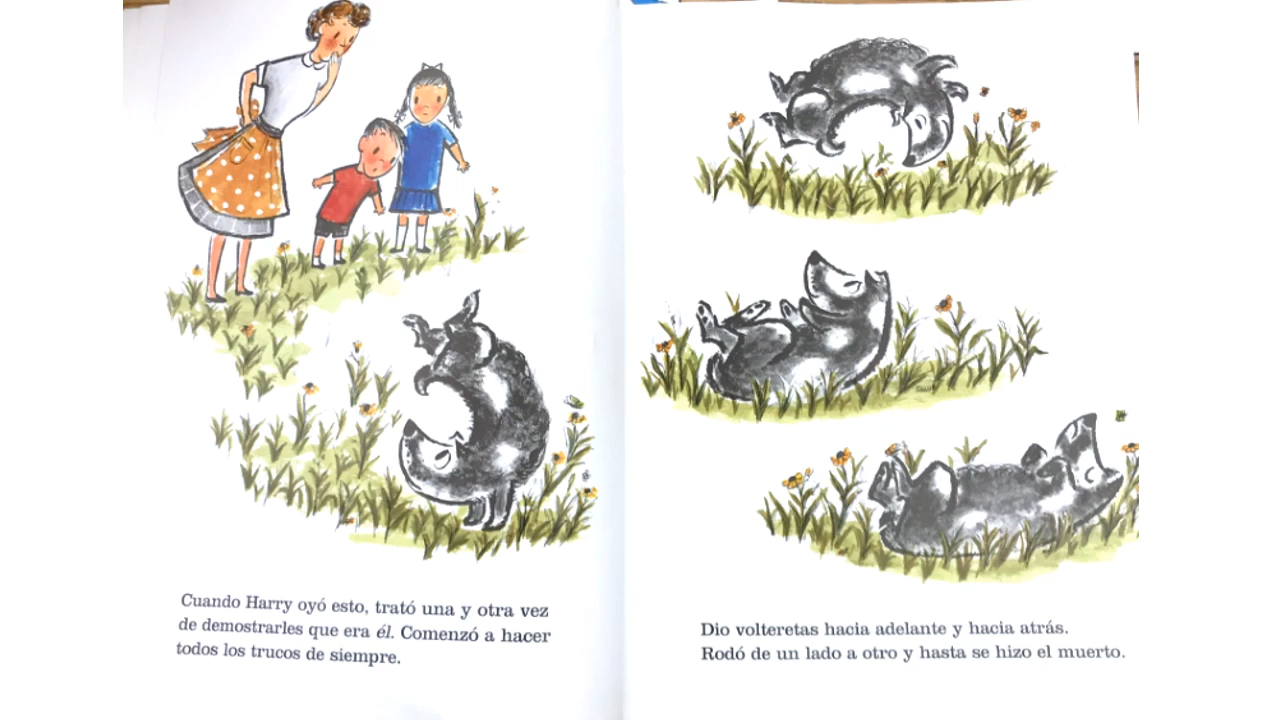 Cuando Harry oyó esto, trató una y otra vez
de demostrarles que era él. Comenzó a hacer
todos los trucos de siempre.
Dio volteretas hacia adelante y hacia atrás.
Rodó de un lado a otro y hasta se hizo el muerto.